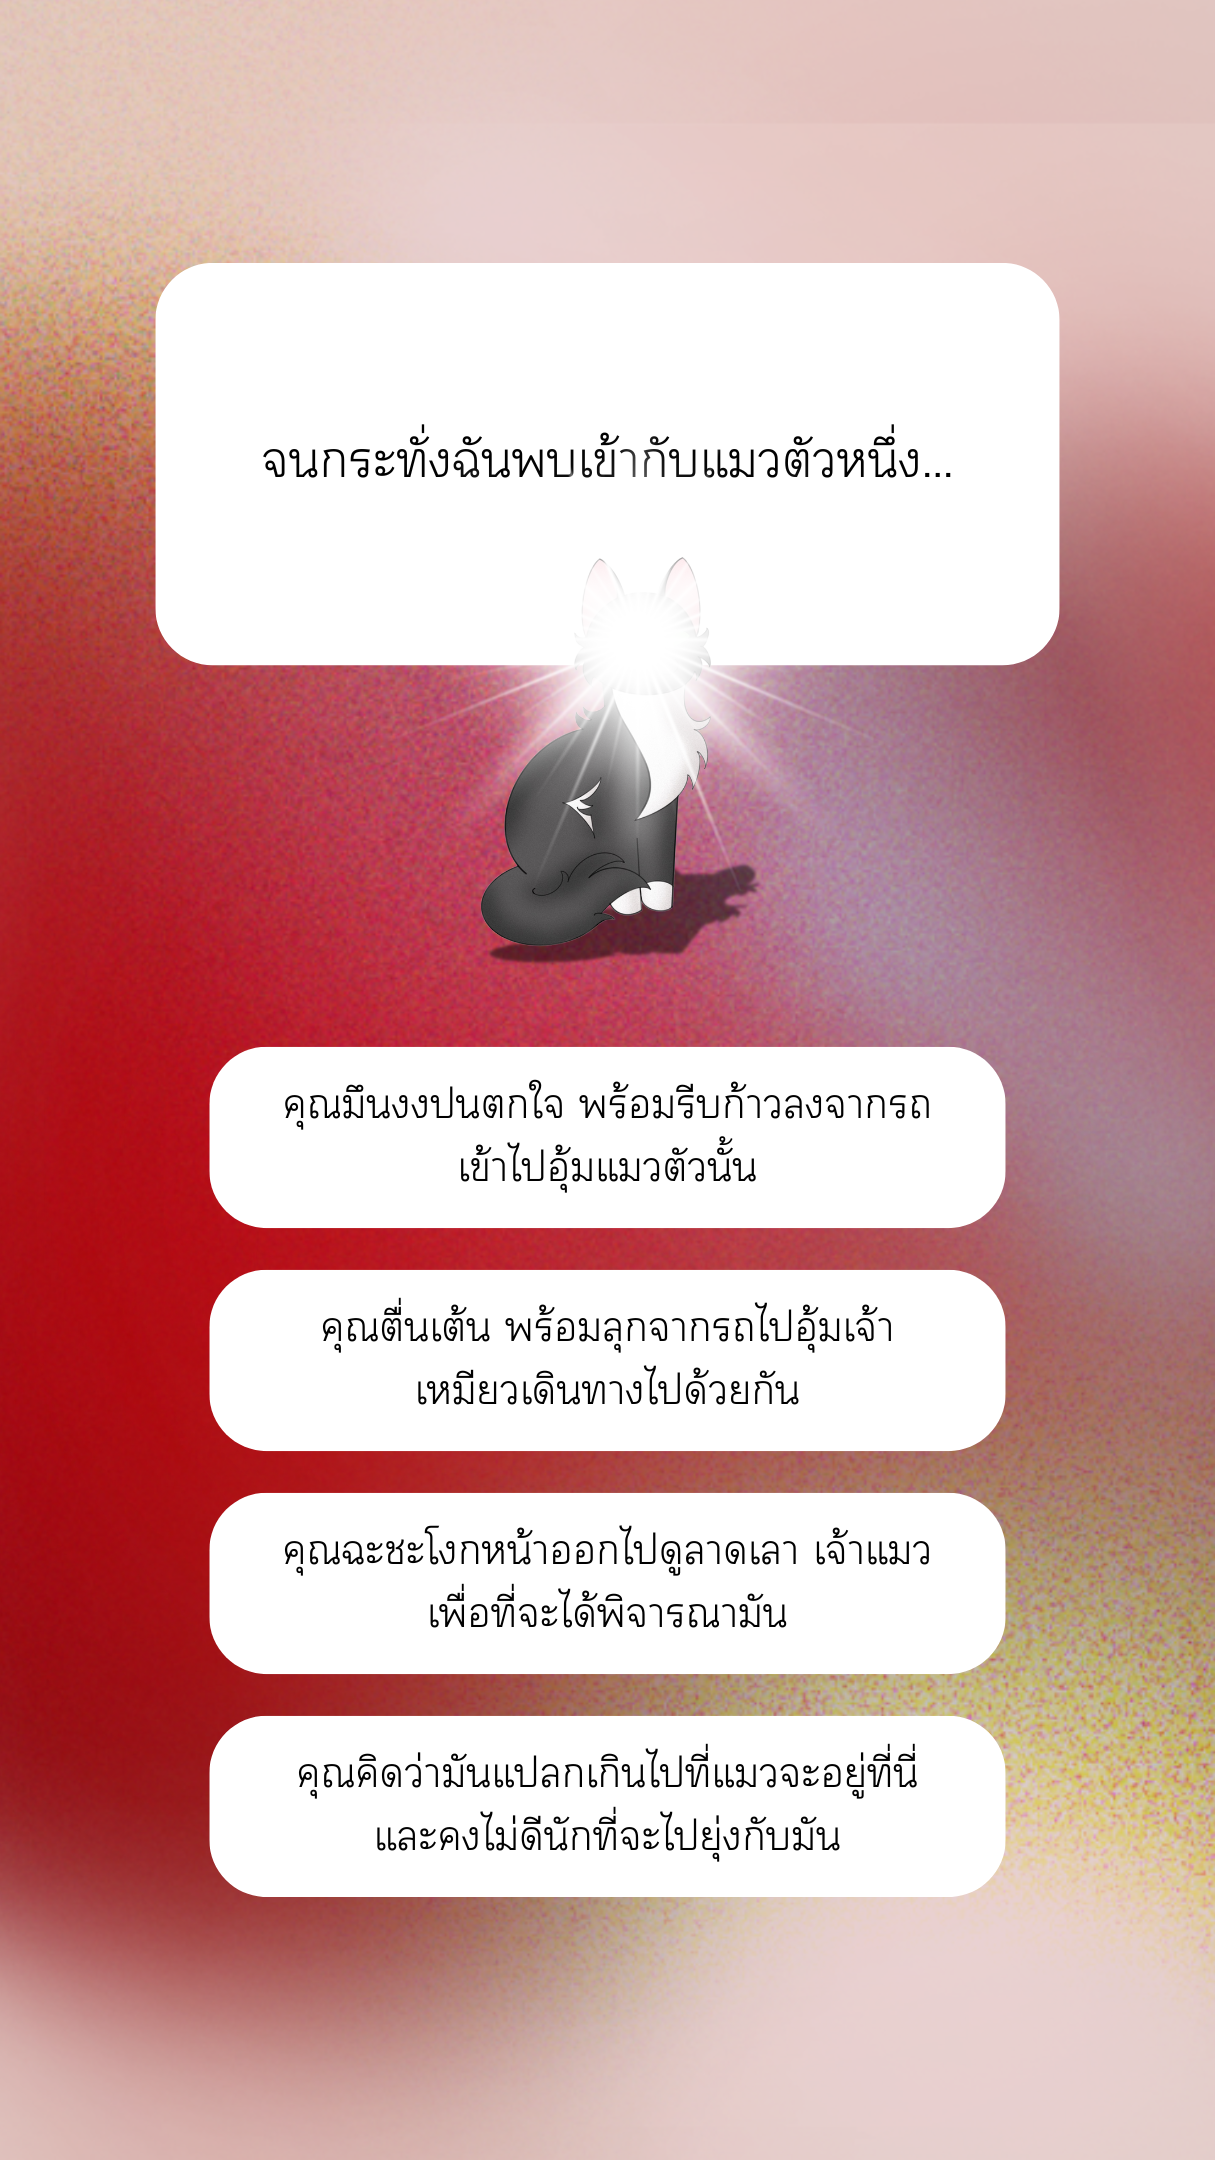 จนกระทั่งฉันพบเข้ากับแมวตัวหนึ่ง...
คุณมึนงงปนตกใจ พร้อมรีบก้าวลงจากรถ
เข้าไปอุ้มแมวตัวนั้น
คุณตื่นเต้น พร้อมลุกจากรถไปอุ้มเจ้า
เหมียวเดินทางไปด้วยกัน
คุณฉะชะโงกหน้าออกไปดูลาดเลา เจ้าแมว
เพื่อที่จะได้พิจารณามัน
คุณคิดว่ามันแปลกเกินไปที่แมวจะอยู่ที่นี่
และคงไม่ดีนักที่จะไปยุ่งกับมัน